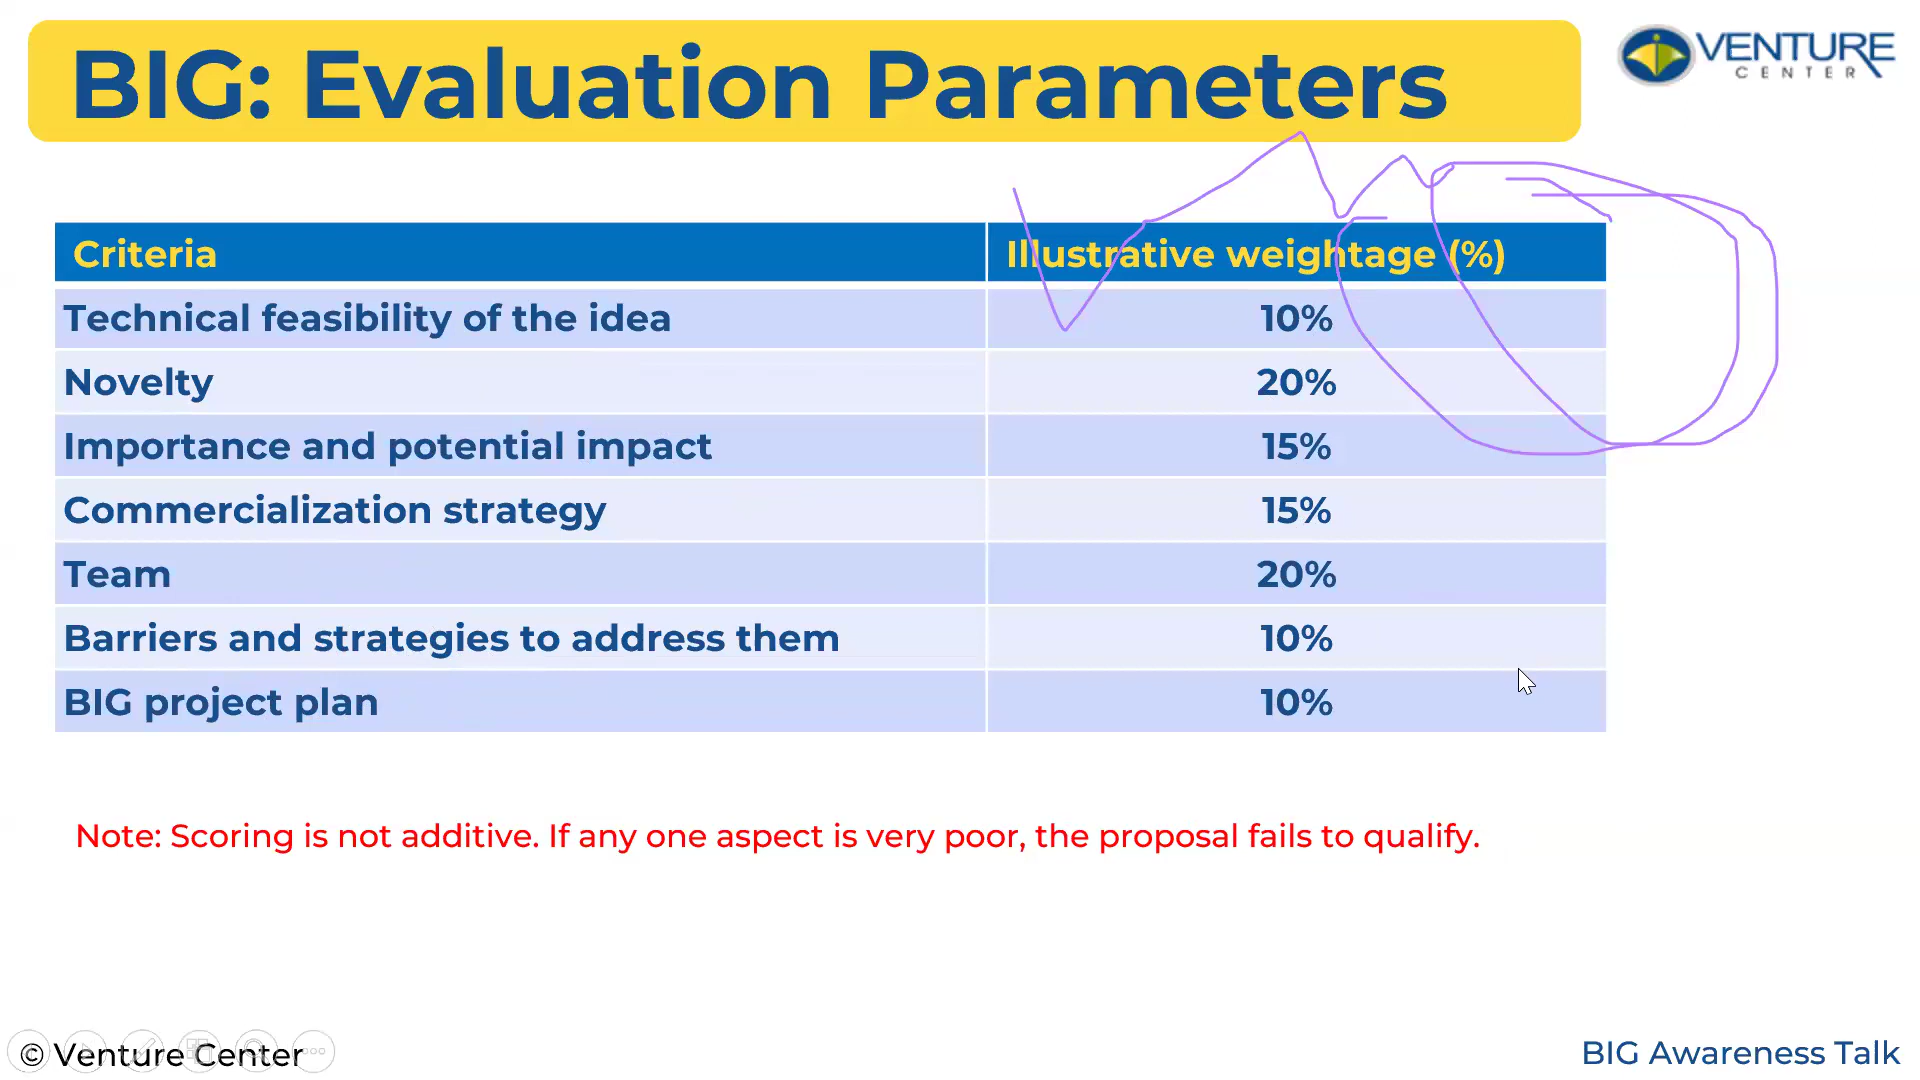 BIG: Evaluation Parameters
VENTURE
CENTER
Criteria Illustrative weightage (%)
Technical feasibility of the idea 10%
Novelty 20%
Importance and potential impact 15%
Commercialization strategy 15%
Team 20%
Barriers and strategies to address them 10%
BIG project plan 10%
Note: Scoring is not additive. If any one aspect is very poor, the proposal fails to qualify.
© Venture Center BIG Awareness Talk